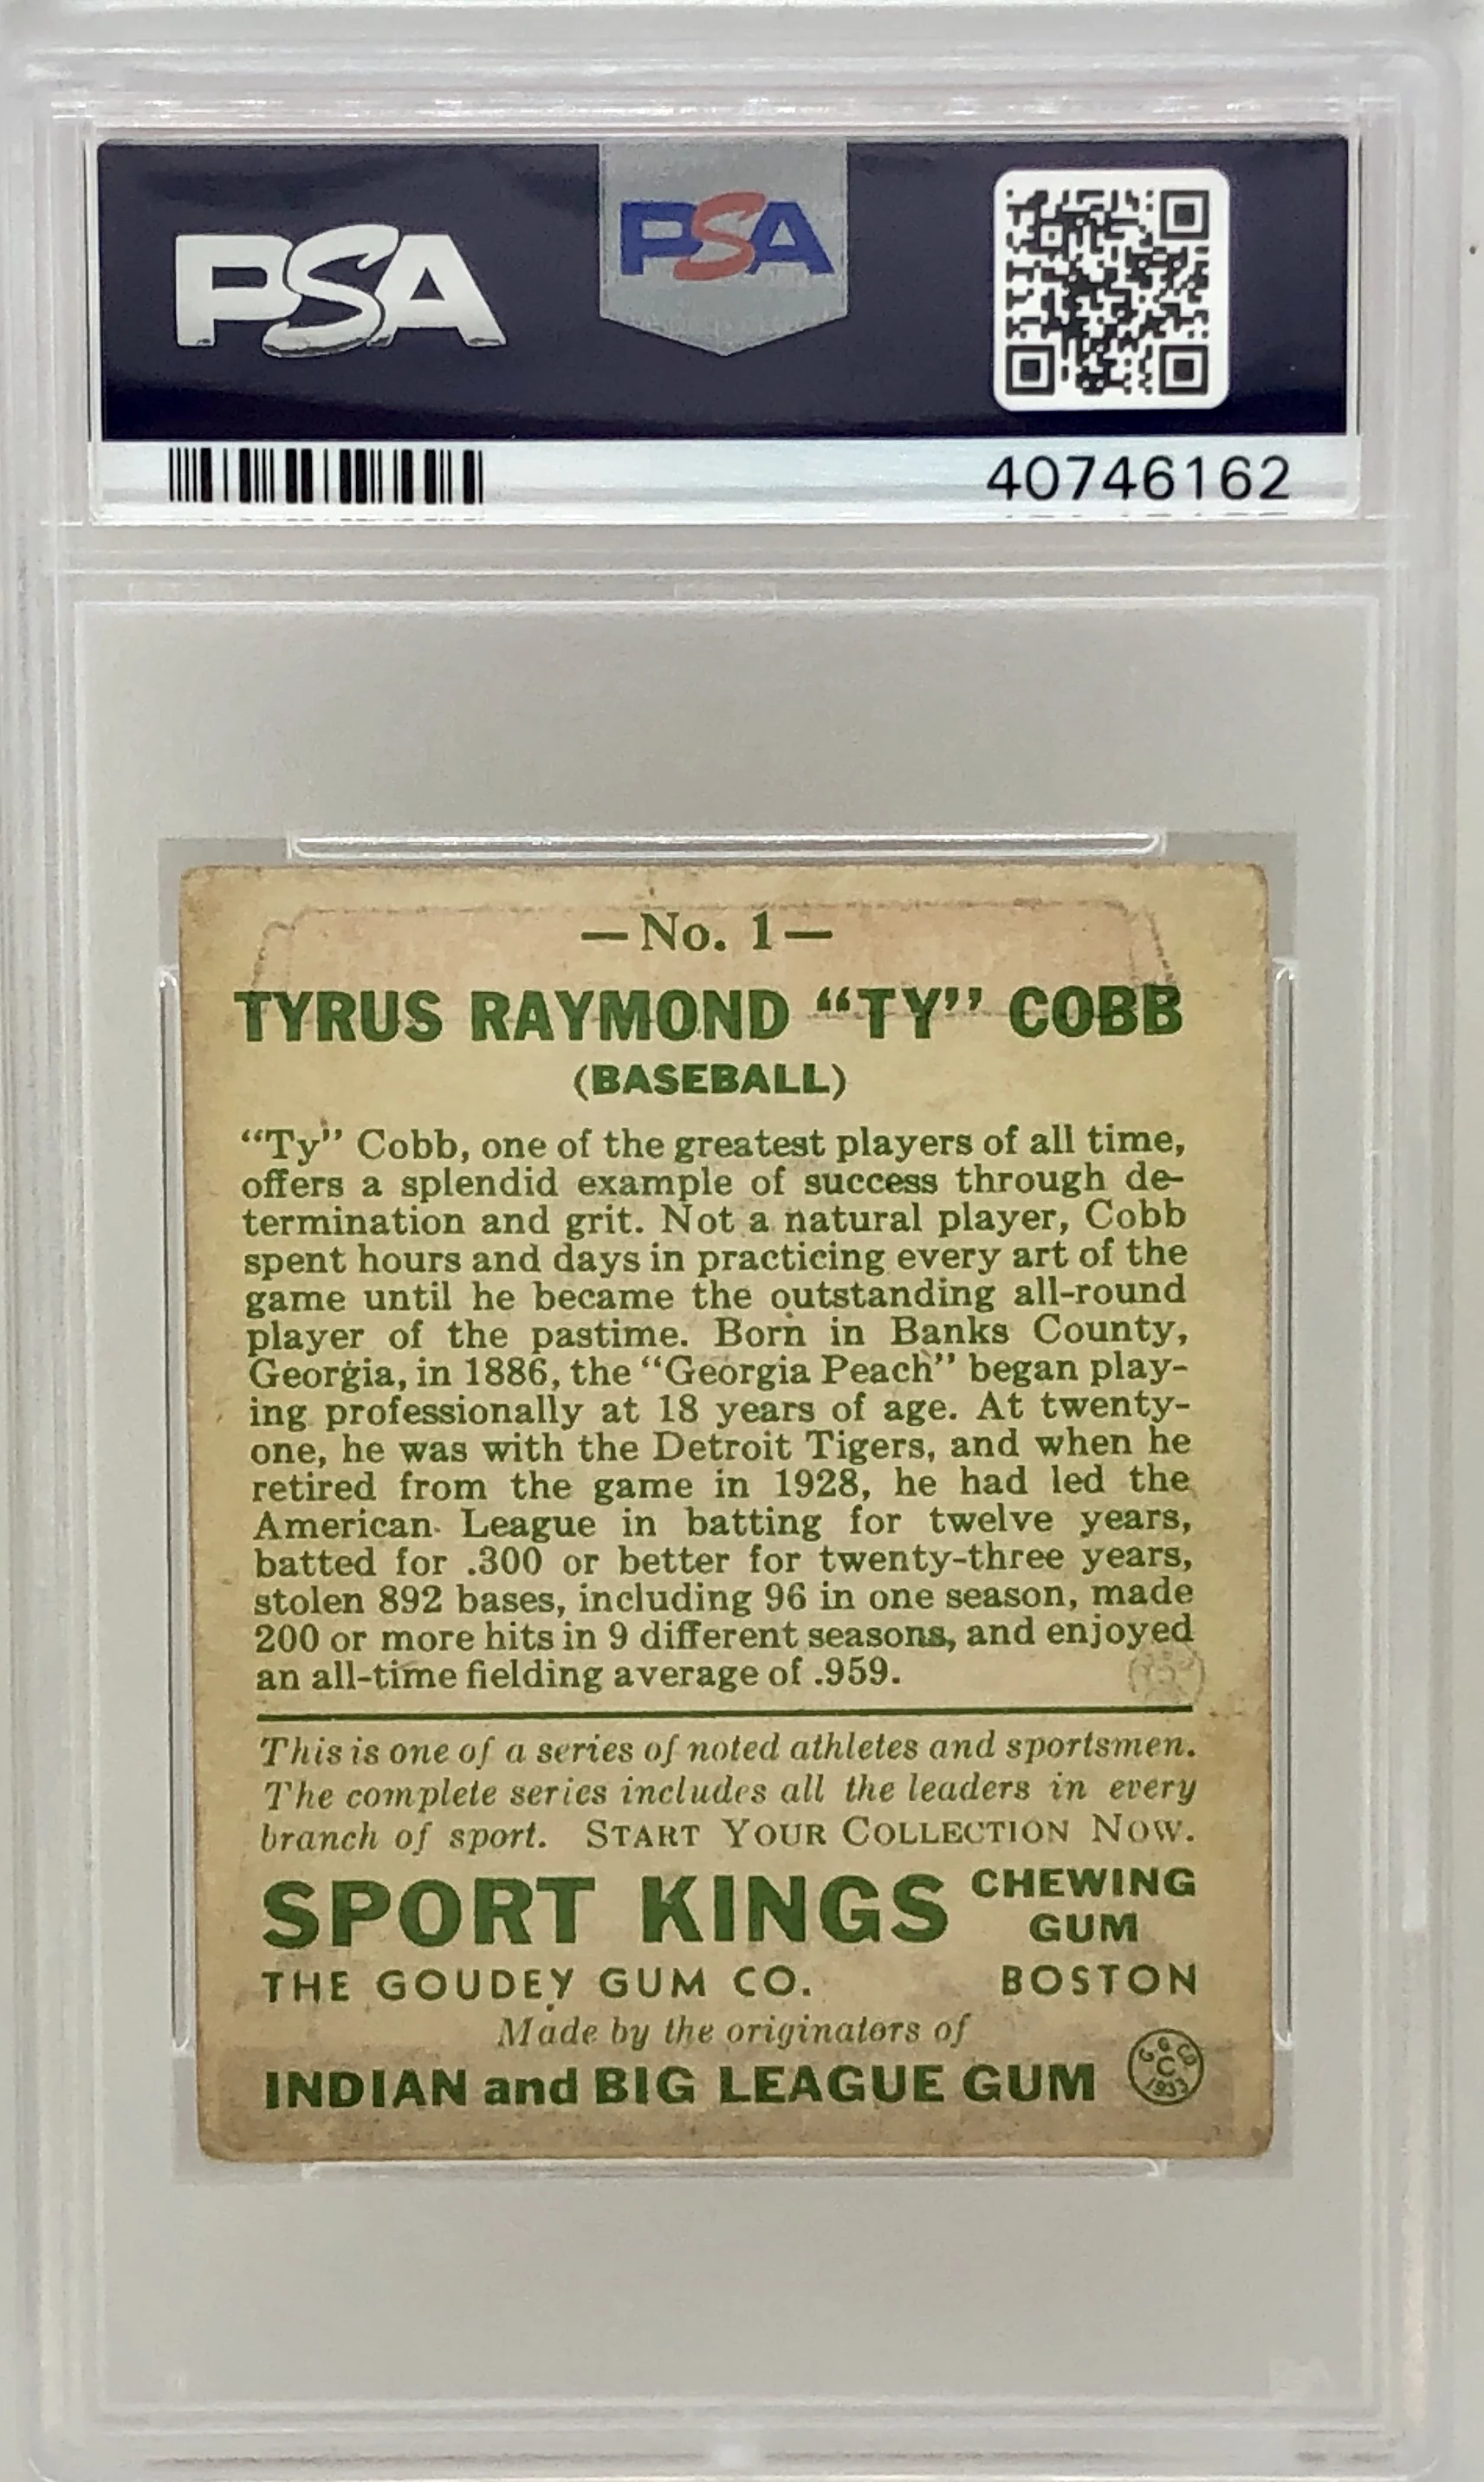 PSA PSA
40746162
—No. 1—
TYRUS RAYMOND “TY” COBB
(BASEBALL)
“Ty” Cobb, one of the greatest players of all time,
offers a splendid example of success through de-
termination and grit. Not a natural player, Cobb
spent hours and days in practicing every art of the
game until he became the outstanding all-round
player of the pastime. Born in Banks County,
Georgia, in 1886, the “Georgia Peach” began play-
ing professionally at 18 years of age. At twenty-
one, he was with the Detroit Tigers, and when he
retired from the game in 1928, he had led the
American League in batting for twelve years,
batted for .300 or better for twenty-three years,
stolen 892 bases, including 96 in one season, made
200 or more hits in 9 different seasons, and enjoyed
an all-time fielding average of .959.
This is one of a series of noted athletes and sportsmen.
The complete series includes all the leaders in every
branch of sport. START YOUR COLLECTION NOW.
SPORT KINGS CHEWING
GUM
THE GOUDEY GUM CO. BOSTON
Made by the originators of
INDIAN and BIG LEAGUE GUM
G G CO
C
1933